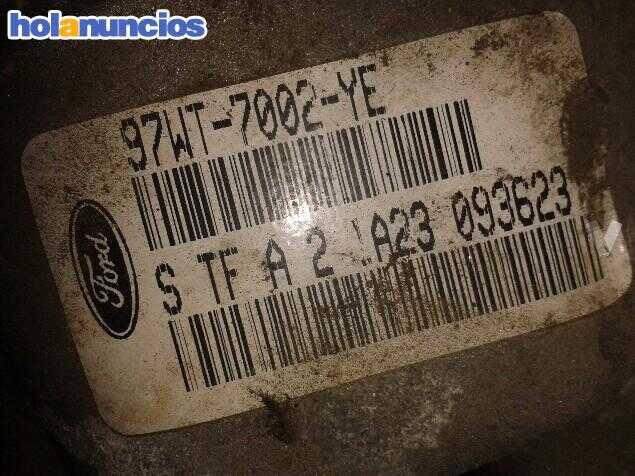 holanuncios
97WT-7002-YE
Ford
S TF A 2 A23 093623